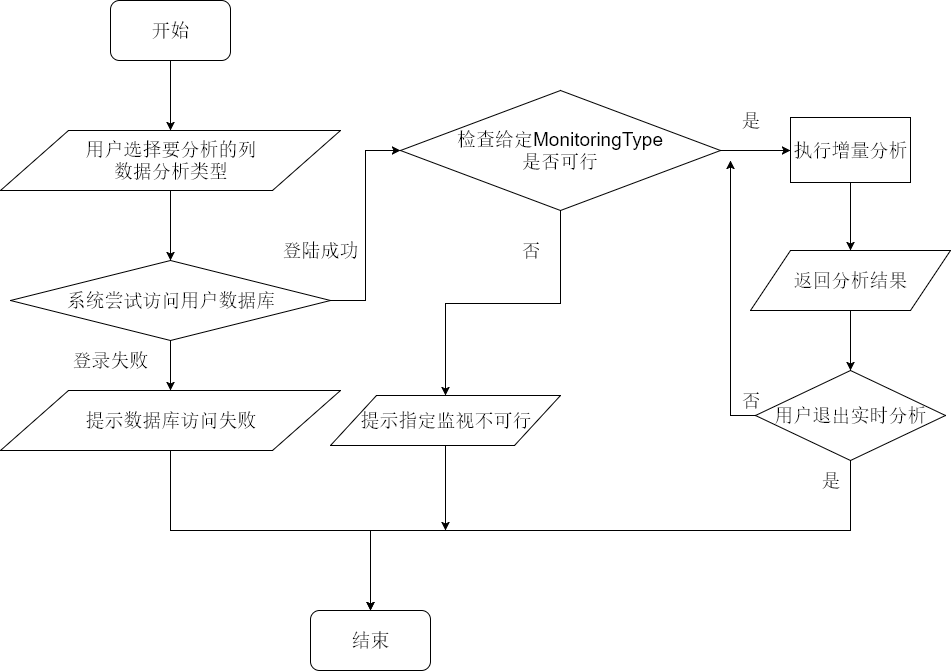 开始
用户选择要分析的列
数据分析类型
系统尝试访问用户数据库
登陆成功
登录失败
提示数据库访问失败
检查给定MonitoringType
是否可行
否
提示指定监视不可行
是
执行增量分析
返回分析结果
用户退出实时分析
否
是
结束